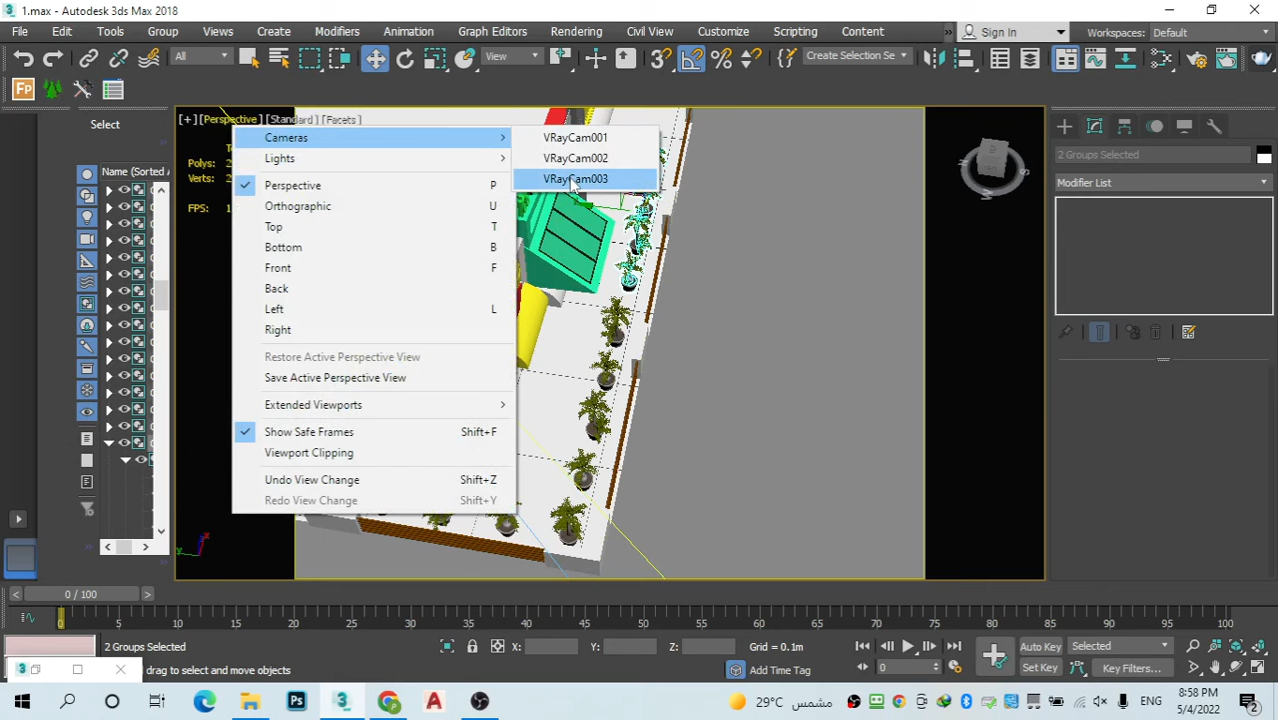 1.max - Autodesk 3ds Max 2018
File Edit Tools Group Views Create Modifiers Animation Graph Editors Rendering Civil View Customize Scripting Content Sign In Workspaces: Default
All View Create Selection Se
Fp
Select
Name (Sorted A
[+] [Perspective] [Standard] [Facets]
Polys:
Verts:
FPS:
Cameras
Lights
Perspective P
Orthographic U
Top T
Bottom B
Front F
Back
Left L
Right
Restore Active Perspective View
Save Active Perspective View
Extended Viewports
Show Safe Frames Shift+F
Viewport Clipping
Undo View Change Shift+Z
Redo View Change Shift+Y
VRayCam001
VRayCam002
VRayCam003
2 Groups Selected
Modifier List
0 / 100
0 5 10 15 20 25 30 35 40 45 50 55 60 65 70 75 80 85 90 95 100
2 Groups Selected X: Y: Z: Grid = 0.1m Auto Key Selected
drag to select and move objects Add Time Tag 0 Set Key Key Filters...
29°C مشمس ENG 8:58 PM
5/4/2022
2